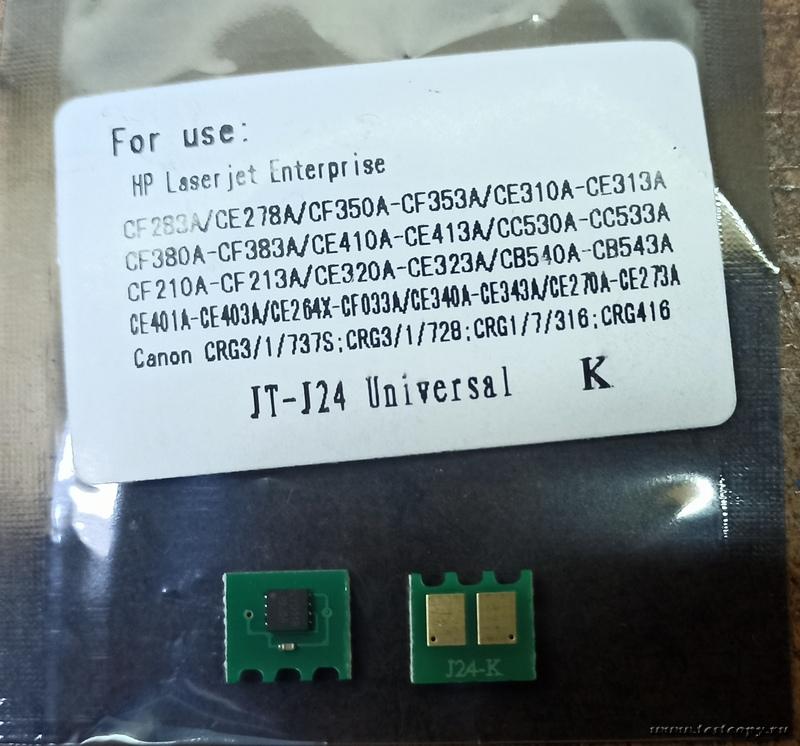 For use:
HP Laserjet Enterprise
CF283A/CE278A/CF350A-CF353A/CE310A-CE313A
CF380A-CF383A/CE410A-CE413A/CC530A-CC533A
CF210A-CF213A/CE320A-CE323A/CB540A-CB543A
CE401A-CE403A/CE264X-CF033A/CE340A-CE343A/CE270A-CE273A
Canon CRG3/1/737S;CRG3/1/728;CRG1/7/316;CRG416
JT-J24 Universal K
J24-K
www.testcopy.ru